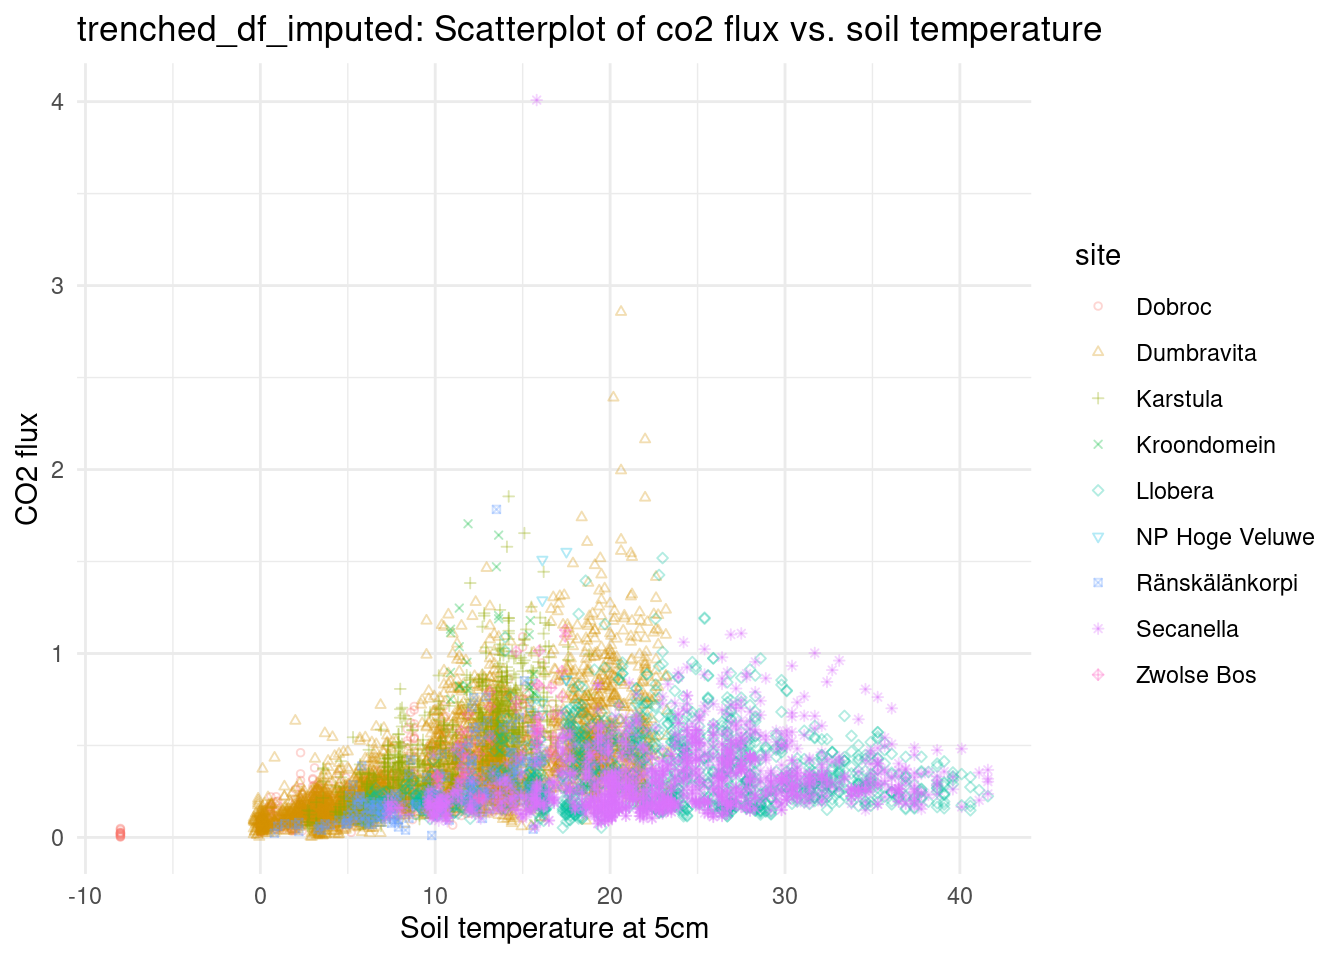 trenched_df_imputed: Scatterplot of co2 flux vs. soil temperature
4
3
2
1
0
CO2 flux
-10 0 10 20 30 40
Soil temperature at 5cm
site
Dobroc
Dumbravita
Karstula
Kroondomein
Llobera
NP Hoge Veluwe
Ränskälänkorpi
Secanella
Zwolse Bos